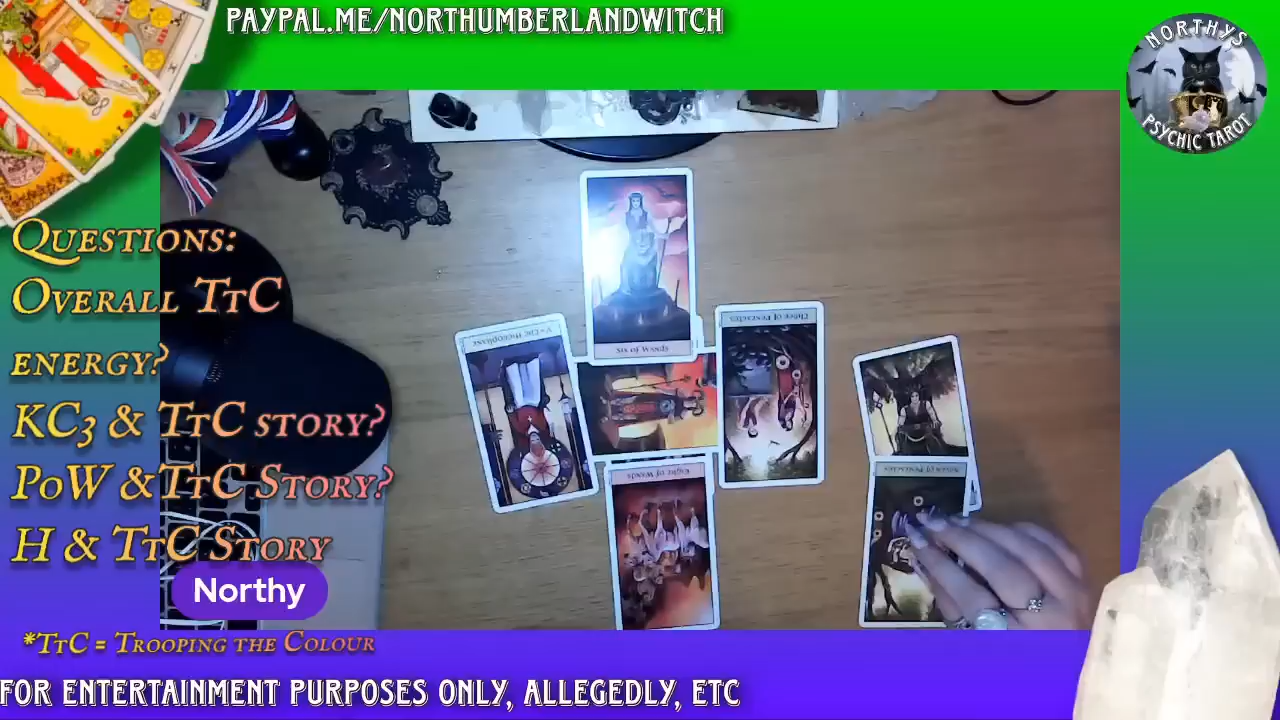 PAYPAL.ME/NORTHUMBERLANDWITCH
NORTHYS
PSYCHIC TAROT
QUESTIONS:
OVERALL TTC
ENERGY?
KC3 & TTC STORY?
POW &TTC STORY?
H & TTC STORY
Northy
*TTC = TROOPING THE COLOUR
FOR ENTERTAINMENT PURPOSES ONLY, ALLEGEDLY, ETC
Six of Wands
V - The Hierophant
Three of Pentacles
Eight of Wands